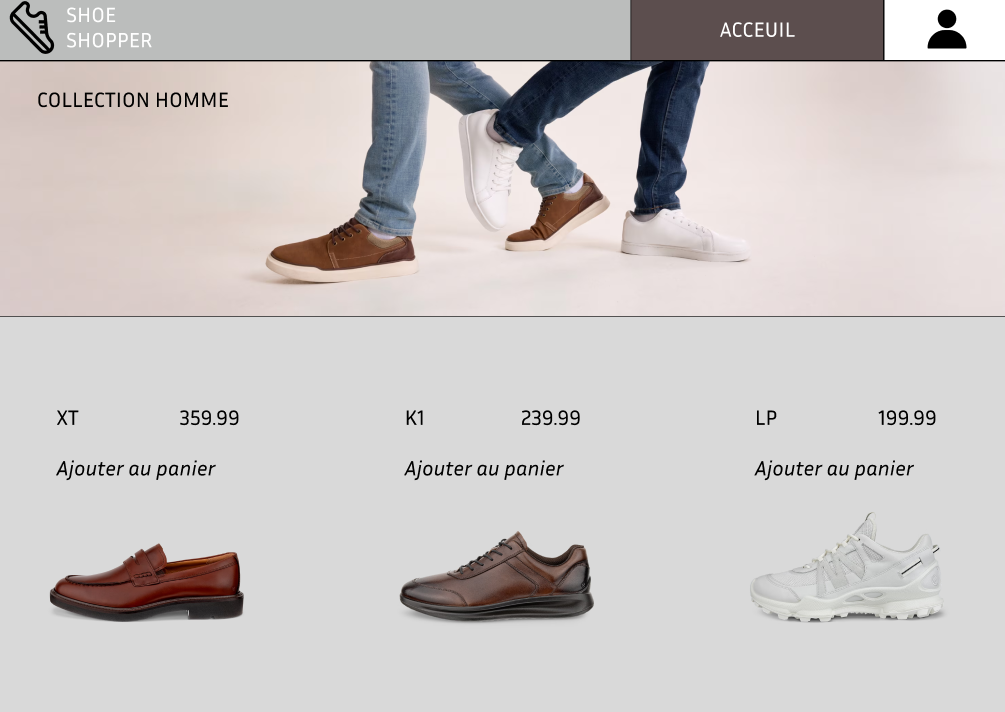 SHOE
SHOPPER
ACCEUIL
COLLECTION HOMME
XT 359.99
K1 239.99
LP 199.99
Ajouter au panier
Ajouter au panier
Ajouter au panier